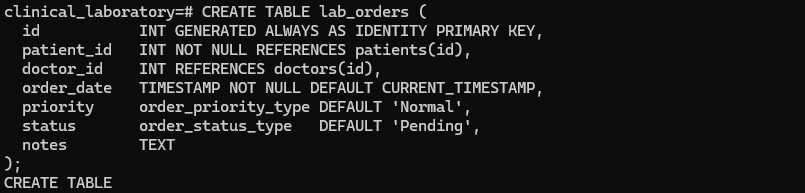 clinical_laboratory=# CREATE TABLE lab_orders (
  id          INT GENERATED ALWAYS AS IDENTITY PRIMARY KEY,
  patient_id  INT NOT NULL REFERENCES patients(id),
  doctor_id   INT REFERENCES doctors(id),
  order_date  TIMESTAMP NOT NULL DEFAULT CURRENT_TIMESTAMP,
  priority    order_priority_type DEFAULT 'Normal',
  status      order_status_type   DEFAULT 'Pending',
  notes       TEXT
);
CREATE TABLE